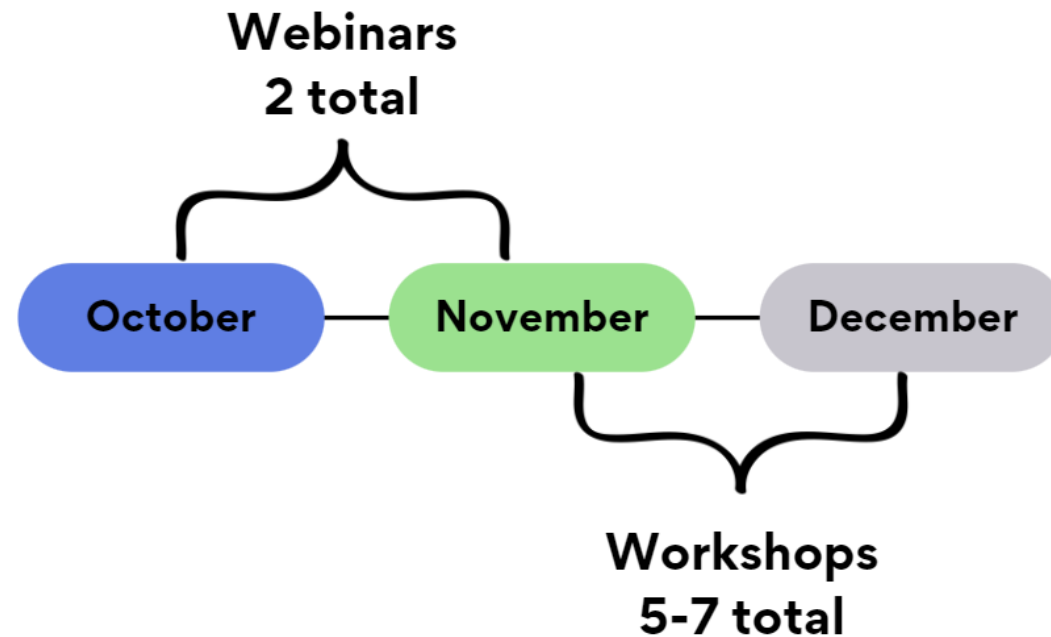 Webinars
2 total
October
November
December
Workshops
5-7 total